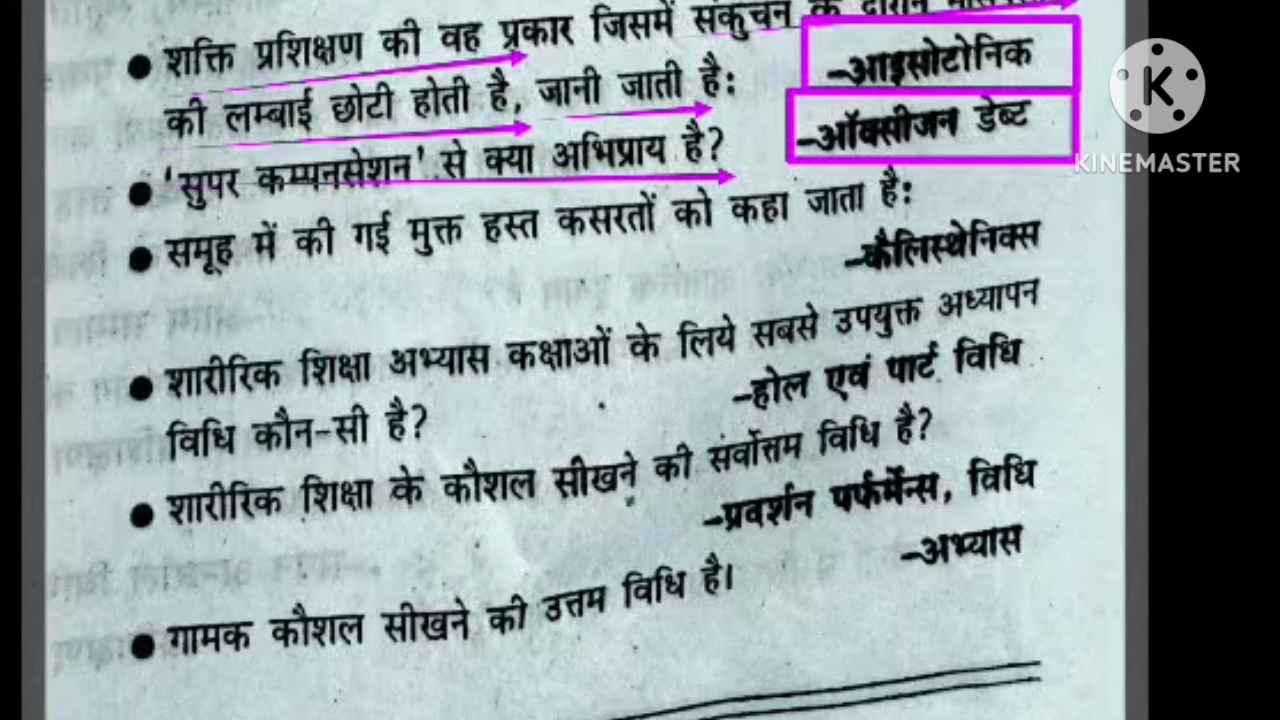 शक्ति प्रशिक्षण की वह प्रकार जिसमें संकुचन के दौरान
की लम्बाई छोटी होती है, जानी जाती है: –आइसोटोनिक
'सुपर कम्पनसेशन' से क्या अभिप्राय है? –ऑक्सीजन डेब्ट
समूह में की गई मुक्त हस्त कसरतों को कहा जाता है:
–कैलिस्थेनिक्स
शारीरिक शिक्षा अभ्यास कक्षाओं के लिये सबसे उपयुक्त अध्यापन
विधि कौन-सी है? –होल एवं पार्ट विधि
शारीरिक शिक्षा के कौशल सीखने की सर्वोत्तम विधि है?
–प्रदर्शन पर्फर्मेन्स, विधि
गामक कौशल सीखने की उत्तम विधि है। –अभ्यास
K
KINEMASTER